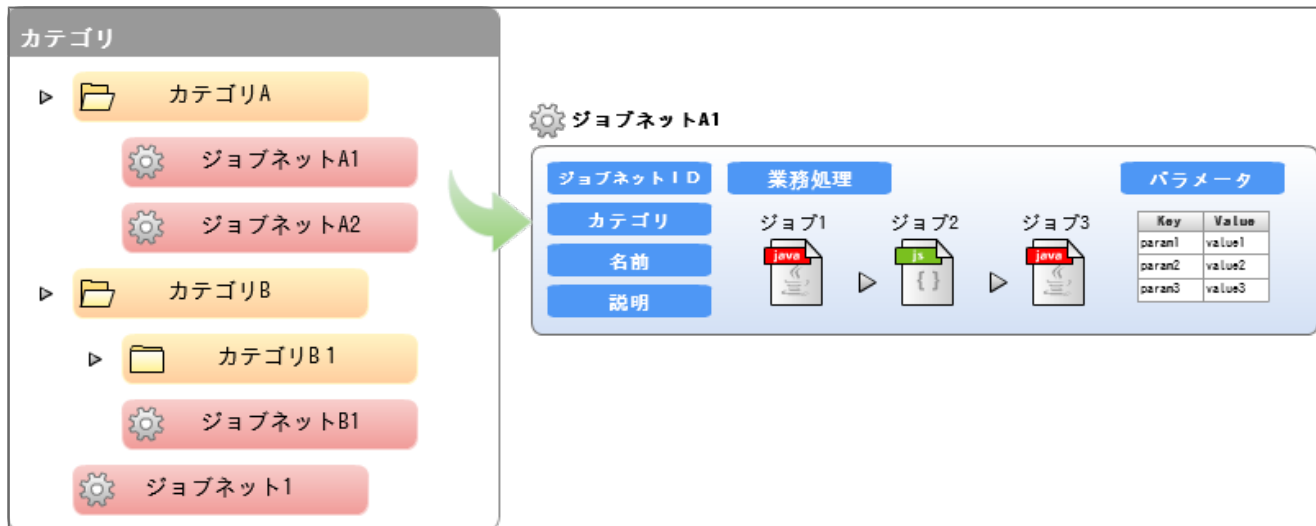 カテゴリ
カテゴリA
ジョブネットA1
ジョブネットA2
カテゴリB
カテゴリB１
ジョブネットB1
ジョブネット1
ジョブネットA1
ジョブネットＩＤ
カテゴリ
名前
説明
業務処理
ジョブ1
java
ジョブ2
js
{ }
ジョブ3
java
パラメータ
Key Value
param1 value1
param2 value2
param3 value3